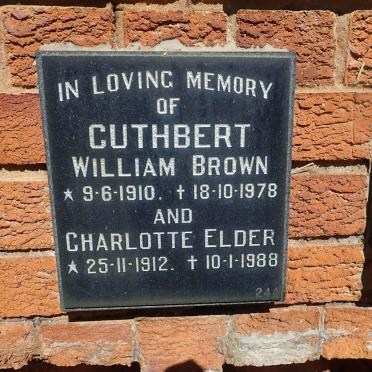 IN LOVING MEMORY
OF
CUTHBERT
WILLIAM BROWN
★ 9-6-1910. † 18-10-1978
AND
CHARLOTTE ELDER
★ 25-11-1912. † 10-1-1988
244